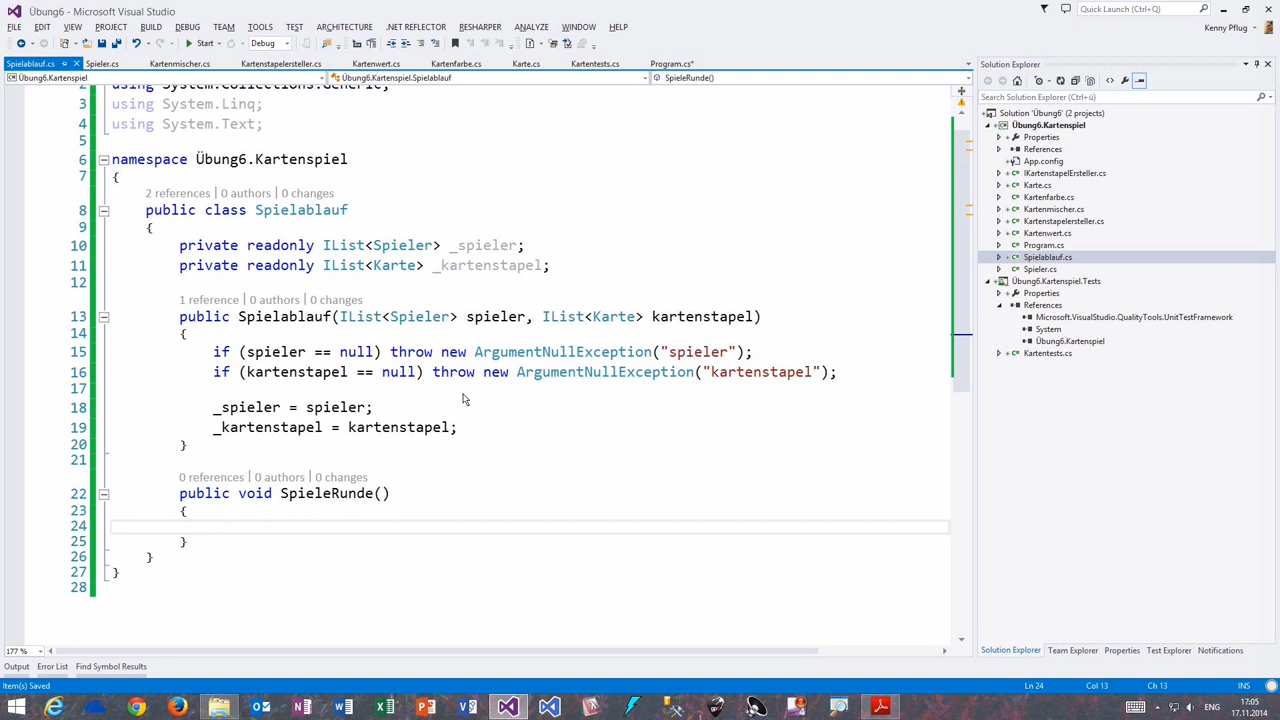 Übung6 - Microsoft Visual Studio
Quick Launch (Ctrl+Q)
FILE EDIT VIEW PROJECT BUILD DEBUG TEAM TOOLS TEST ARCHITECTURE .NET REFLECTOR RESHARPER ANALYZE WINDOW HELP
Kenny Pflug
Start Debug
Spielablauf.cs Spieler.cs Kartenmischer.cs Kartenstapelersteller.cs Kartenwert.cs Kartenfarbe.cs Karte.cs Kartentests.cs Program.cs*
Übung6.Kartenspiel Übung6.Kartenspiel.Spielablauf SpieleRunde()
2 using System.Collections.Generic;
3 using System.Linq;
4 using System.Text;
5
6 namespace Übung6.Kartenspiel
7 {
2 references | 0 authors | 0 changes
8 public class Spielablauf
9 {
10 private readonly IList<Spieler> _spieler;
11 private readonly IList<Karte> _kartenstapel;
12
1 reference | 0 authors | 0 changes
13 public Spielablauf(IList<Spieler> spieler, IList<Karte> kartenstapel)
14 {
15 if (spieler == null) throw new ArgumentNullException("spieler");
16 if (kartenstapel == null) throw new ArgumentNullException("kartenstapel");
17
18 _spieler = spieler;
19 _kartenstapel = kartenstapel;
20 }
21
0 references | 0 authors | 0 changes
22 public void SpieleRunde()
23 {
24
25 }
26 }
27 }
28
177 %
Solution Explorer
Search Solution Explorer (Ctrl+ü)
Solution 'Übung6' (2 projects)
Übung6.Kartenspiel
Properties
References
App.config
IKartenstapelErsteller.cs
Karte.cs
Kartenfarbe.cs
Kartenmischer.cs
Kartenstapelersteller.cs
Kartenwert.cs
Program.cs
Spielablauf.cs
Spieler.cs
Übung6.Kartenspiel.Tests
Properties
References
Microsoft.VisualStudio.QualityTools.UnitTestFramework
System
Übung6.Kartenspiel
Kartentests.cs
Solution Explorer Team Explorer Properties Test Explorer Notifications
Output Error List Find Symbol Results
Item(s) Saved Ln 24 Col 13 Ch 13 INS
ENG 17:05
17.11.2014